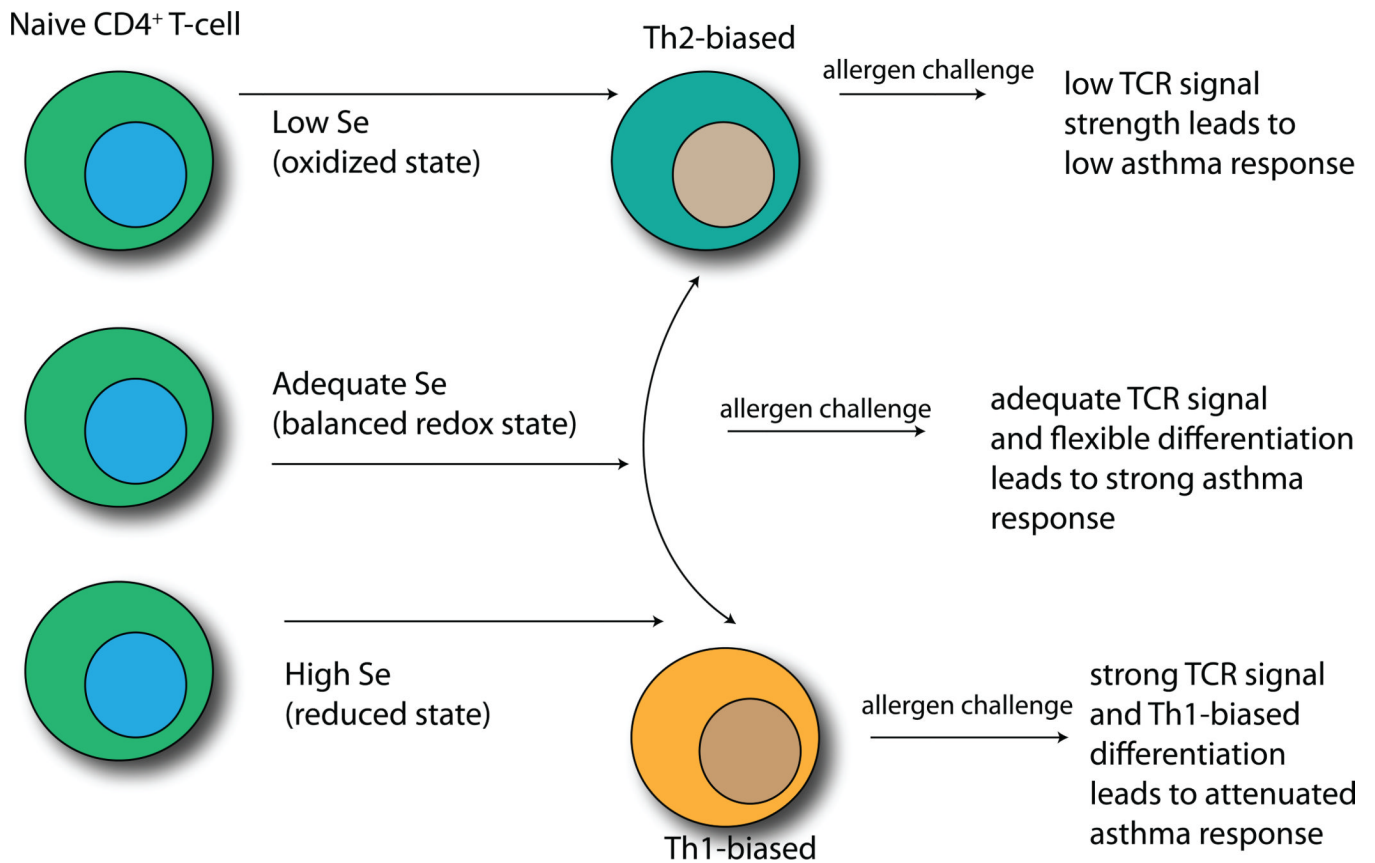 Naive CD4⁺ T-cell
Low Se
(oxidized state)
Th2-biased
allergen challenge
low TCR signal
strength leads to
low asthma response
Adequate Se
(balanced redox state)
allergen challenge
adequate TCR signal
and flexible differentiation
leads to strong asthma
response
High Se
(reduced state)
Th1-biased
allergen challenge
strong TCR signal
and Th1-biased
differentiation
leads to attenuated
asthma response